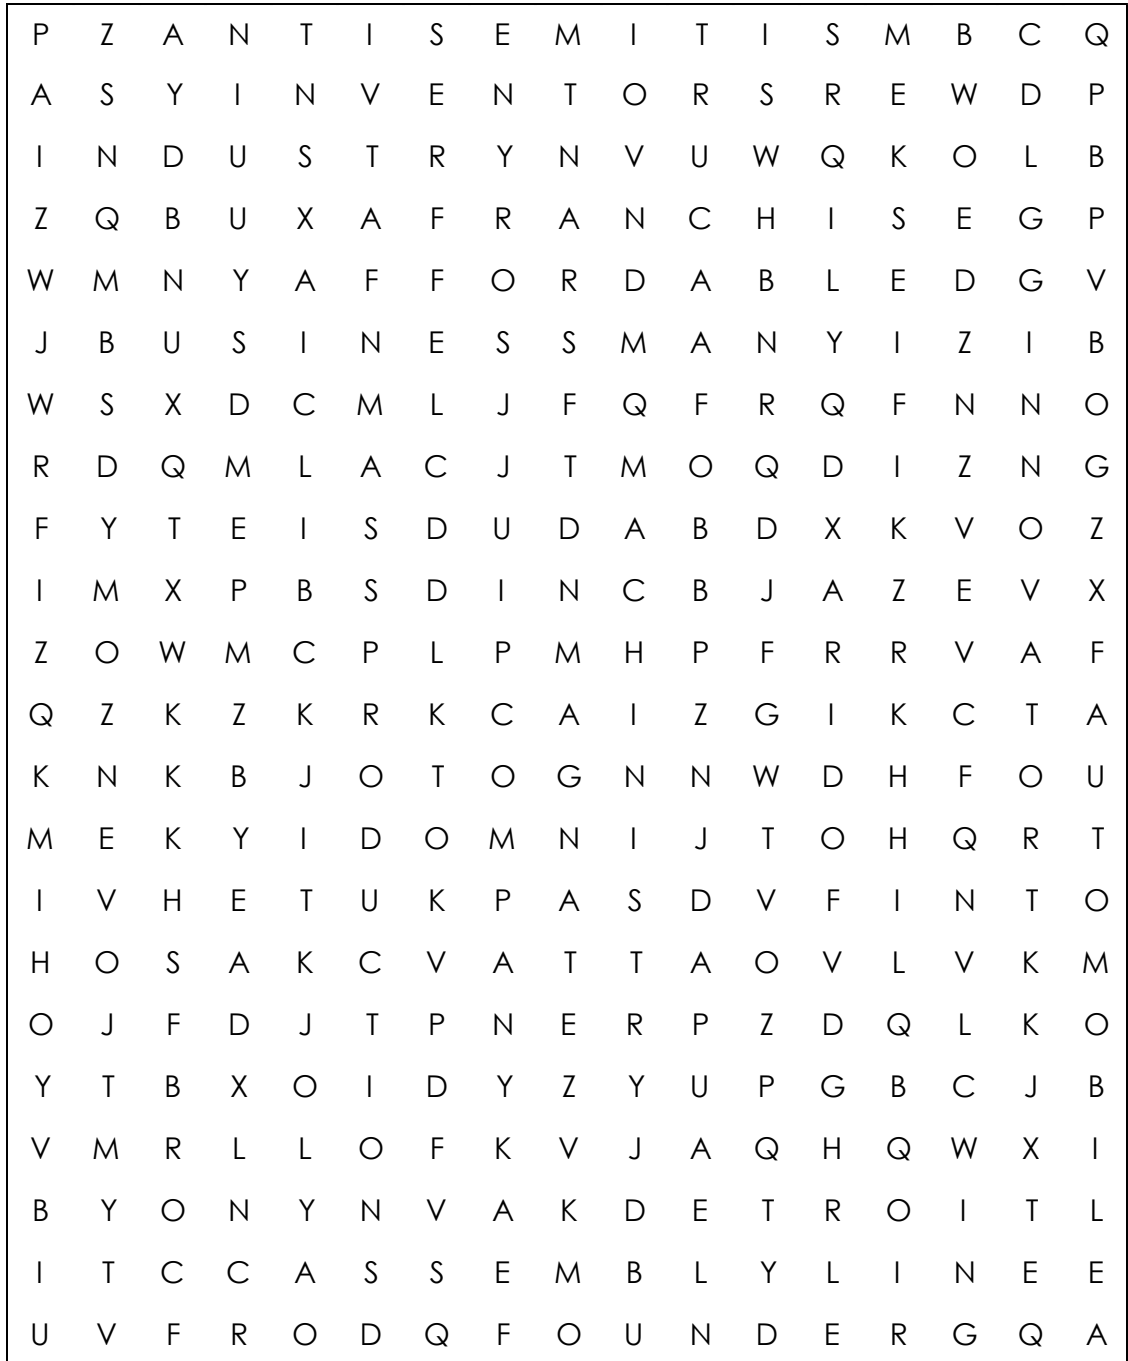 P Z A N T I S E M I T I S M B C Q
A S Y I N V E N T O R S R E W D P
I N D U S T R Y N V U W Q K O L B
Z Q B U X A F R A N C H I S E G P
W M N Y A F F O R D A B L E D G V
J B U S I N E S S M A N Y I Z I B
W S X D C M L J F Q F R Q F N N O
R D Q M L A C J T M O Q D I Z N G
F Y T E I S D U D A B D X K V O Z
I M X P B S D I N C B J A Z E V X
Z O W M C P L P M H P F R R V A F
Q Z K Z K R K C A I Z G I K C T A
K N K B J O T O G N N W D H F O U
M E K Y I D O M N I J T O H Q R T
I V H E T U K P A S D V F I N T O
H O S A K C V A T T A O V L V K M
O J F D J T P N E R P Z D Q L K O
Y T B X O I D Y Z Y U P G B C J B
V M R L L O F K V J A Q H Q W X I
B Y O N Y N V A K D E T R O I T L
I T C C A S S E M B L Y L I N E E
U V F R O D Q F O U N D E R G Q A